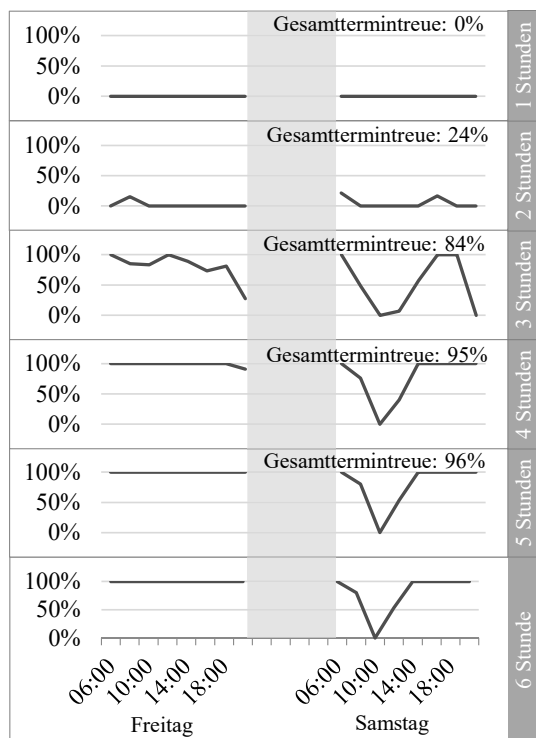 Gesamttermintreue: 0%
100%
50%
0%
1 Stunden
Gesamttermintreue: 24%
100%
50%
0%
2 Stunden
Gesamttermintreue: 84%
100%
50%
0%
3 Stunden
Gesamttermintreue: 95%
100%
50%
0%
4 Stunden
Gesamttermintreue: 96%
100%
50%
0%
5 Stunden
100%
50%
0%
6 Stunde
06:00 10:00 14:00 18:00 06:00 10:00 14:00 18:00
Freitag Samstag